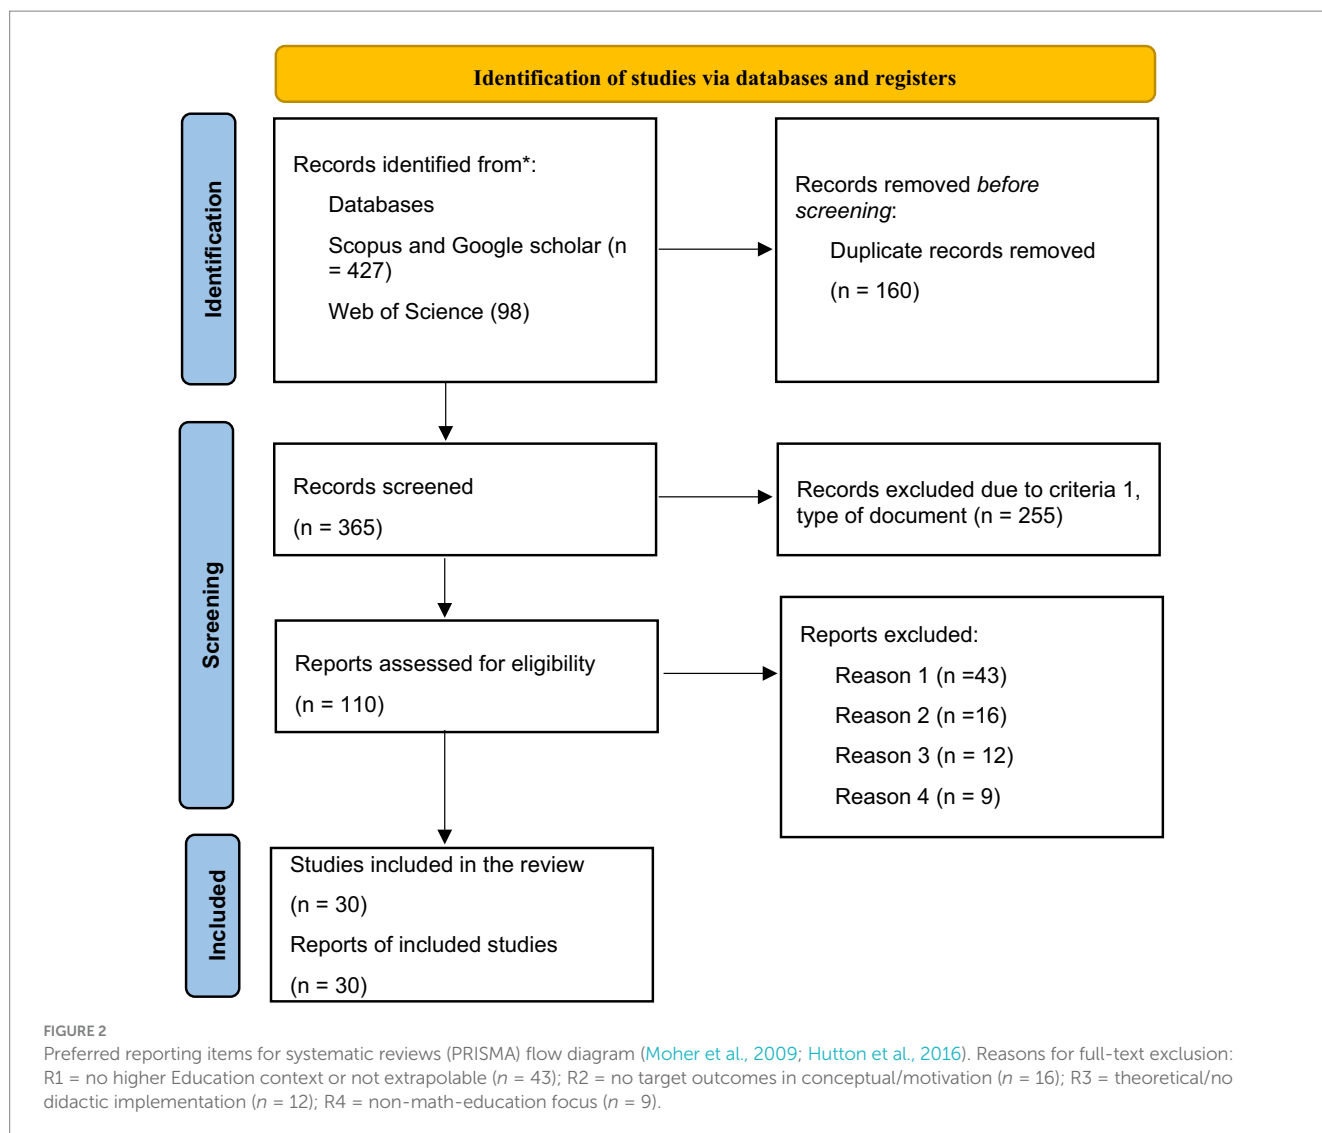 Identification of studies via databases and registers
Identification
Records identified from*:
Databases
Scopus and Google scholar (n
= 427)
Web of Science (98)
Records removed before
screening:
Duplicate records removed
(n = 160)
Screening
Records screened
(n = 365)
Records excluded due to criteria 1,
type of document (n = 255)
Reports assessed for eligibility
(n = 110)
Reports excluded:
Reason 1 (n =43)
Reason 2 (n =16)
Reason 3 (n = 12)
Reason 4 (n = 9)
Included
Studies included in the review
(n = 30)
Reports of included studies
(n = 30)
FIGURE 2
Preferred reporting items for systematic reviews (PRISMA) flow diagram (Moher et al., 2009; Hutton et al., 2016). Reasons for full-text exclusion:
R1 = no higher Education context or not extrapolable (n = 43); R2 = no target outcomes in conceptual/motivation (n = 16); R3 = theoretical/no
didactic implementation (n = 12); R4 = non-math-education focus (n = 9).